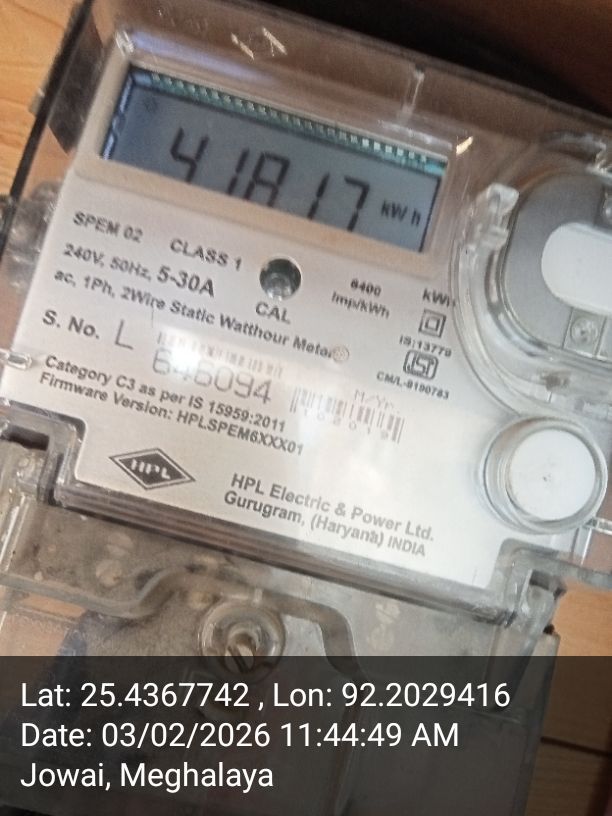 41817 kWh
SPEM 02 CLASS 1
240V, 50Hz, 5-30A
ac, 1Ph, 2Wire Static Watthour Meter
CAL
6400
Imp/kWh
kWh
IS:13779
CM/L-9190783
S. No. L
646094
M/Yr.
Category C3 as per IS 15959:2011
Firmware Version: HPLSPEM6XXX01
HPL
HPL Electric & Power Ltd.
Gurugram, (Haryana) INDIA
Lat: 25.4367742 , Lon: 92.2029416
Date: 03/02/2026 11:44:49 AM
Jowai, Meghalaya